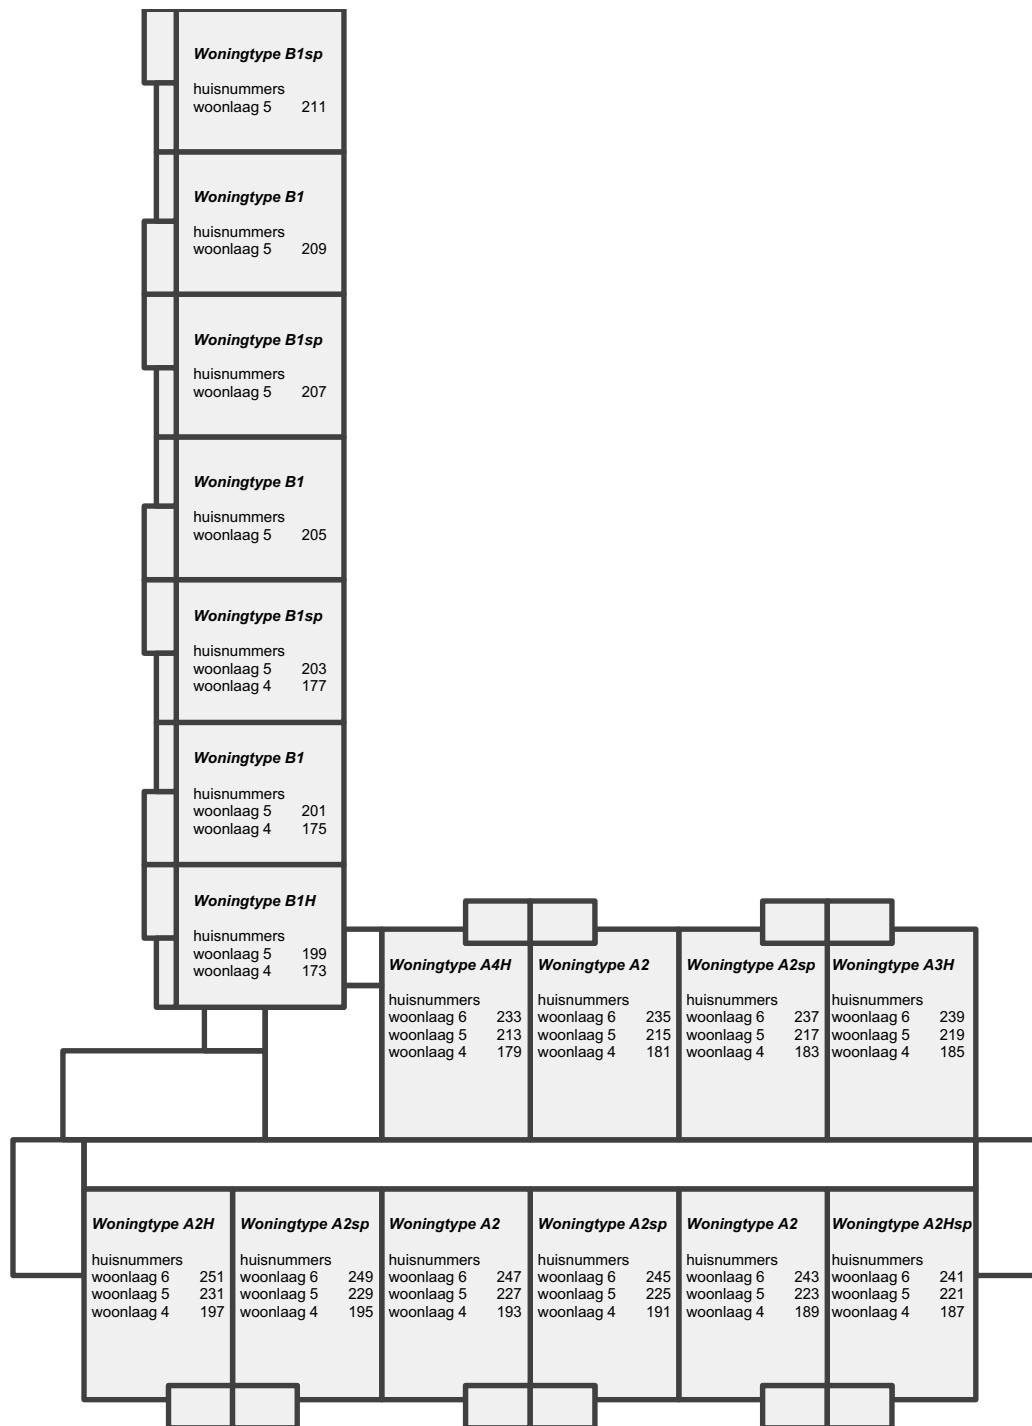 Woningtype B1sp
huisnummers
woonlaag 5 211
Woningtype B1
huisnummers
woonlaag 5 209
Woningtype B1sp
huisnummers
woonlaag 5 207
Woningtype B1
huisnummers
woonlaag 5 205
Woningtype B1sp
huisnummers
woonlaag 5 203
woonlaag 4 177
Woningtype B1
huisnummers
woonlaag 5 201
woonlaag 4 175
Woningtype B1H
huisnummers
woonlaag 5 199
woonlaag 4 173
Woningtype A4H
huisnummers
woonlaag 6 233
woonlaag 5 213
woonlaag 4 179
Woningtype A2
huisnummers
woonlaag 6 235
woonlaag 5 215
woonlaag 4 181
Woningtype A2sp
huisnummers
woonlaag 6 237
woonlaag 5 217
woonlaag 4 183
Woningtype A3H
huisnummers
woonlaag 6 239
woonlaag 5 219
woonlaag 4 185
Woningtype A2H
huisnummers
woonlaag 6 251
woonlaag 5 231
woonlaag 4 197
Woningtype A2sp
huisnummers
woonlaag 6 249
woonlaag 5 229
woonlaag 4 195
Woningtype A2
huisnummers
woonlaag 6 247
woonlaag 5 227
woonlaag 4 193
Woningtype A2sp
huisnummers
woonlaag 6 245
woonlaag 5 225
woonlaag 4 191
Woningtype A2
huisnummers
woonlaag 6 243
woonlaag 5 223
woonlaag 4 189
Woningtype A2Hsp
huisnummers
woonlaag 6 241
woonlaag 5 221
woonlaag 4 187